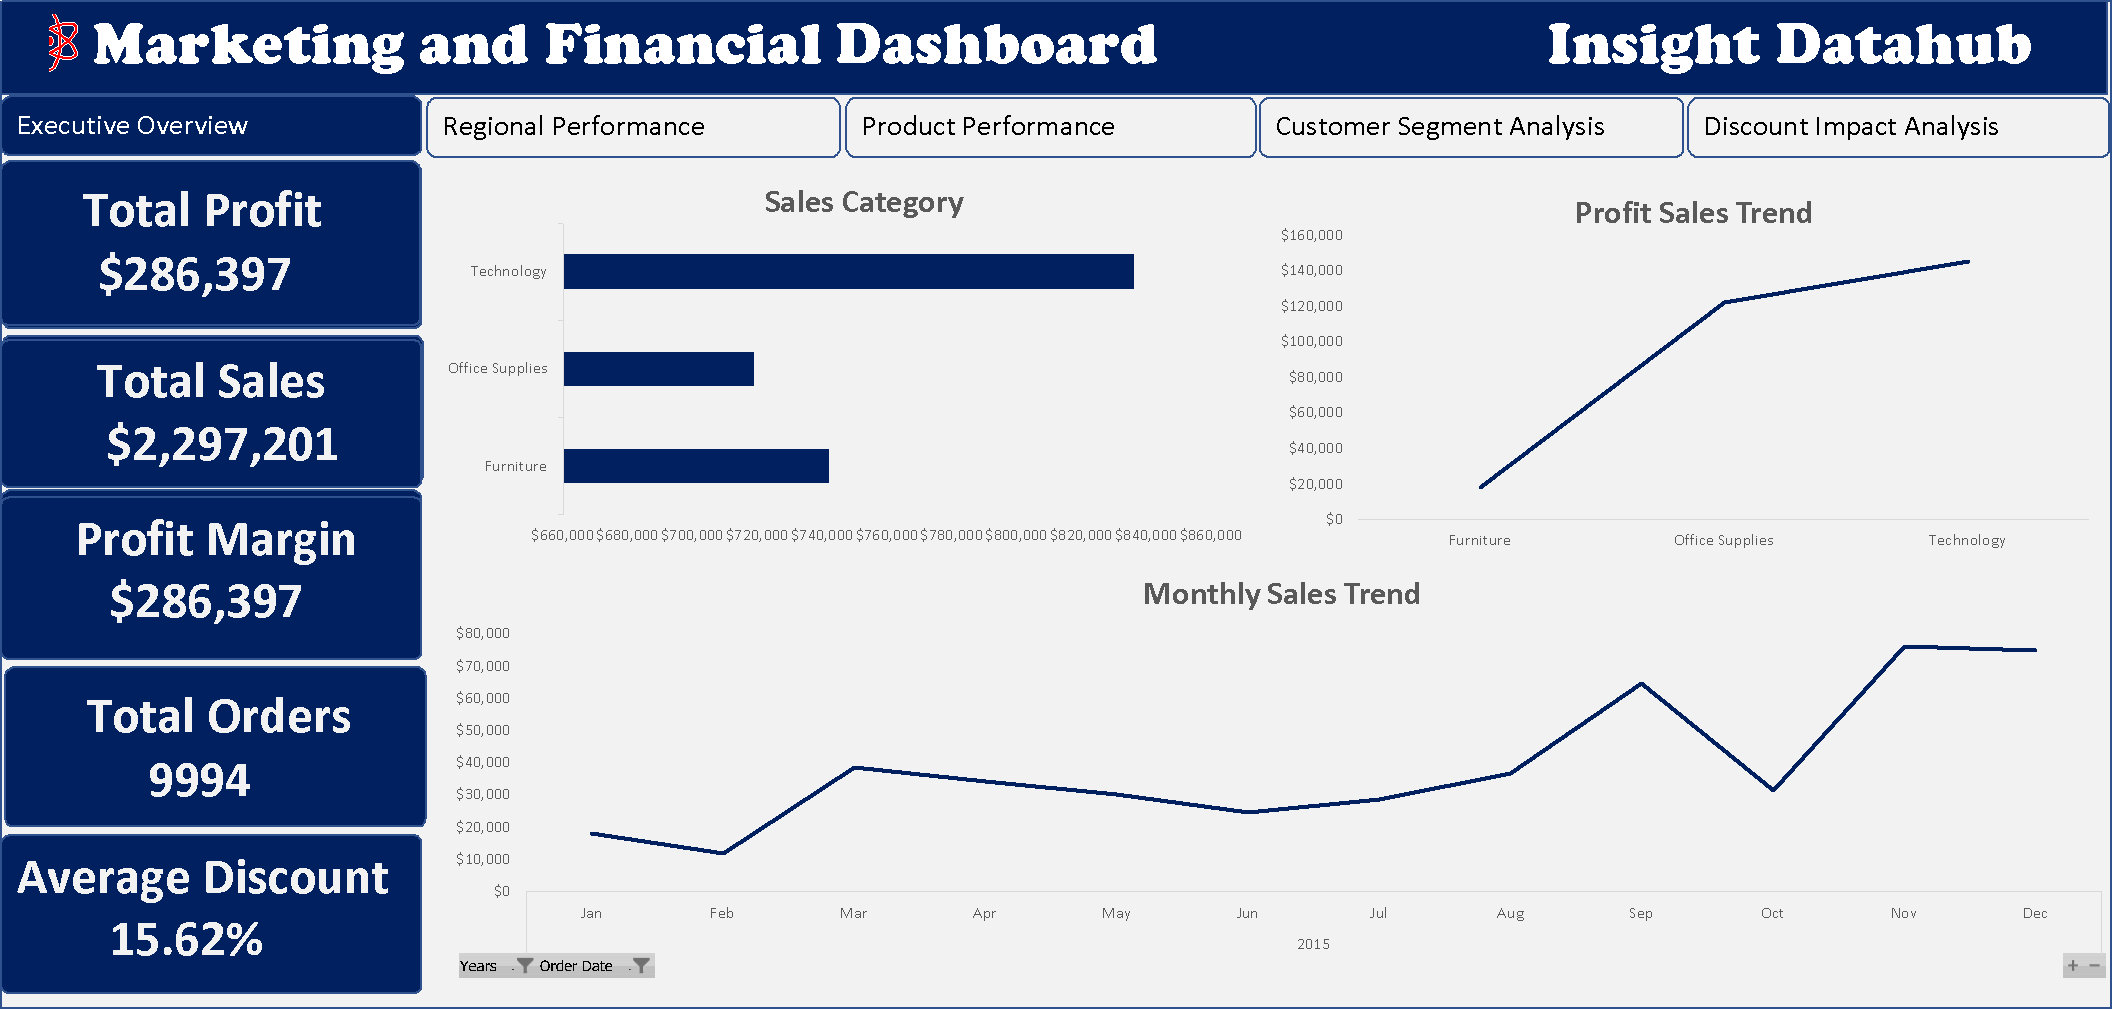 Marketing and Financial Dashboard
Insight Datahub
Executive Overview
Regional Performance
Product Performance
Customer Segment Analysis
Discount Impact Analysis
Total Profit
$286,397
Total Sales
$2,297,201
Profit Margin
$286,397
Total Orders
9994
Average Discount
15.62%
Sales Category
Technology
Office Supplies
Furniture
$660,000 $680,000 $700,000 $720,000 $740,000 $760,000 $780,000 $800,000 $820,000 $840,000 $860,000
Profit Sales Trend
$160,000
$140,000
$120,000
$100,000
$80,000
$60,000
$40,000
$20,000
$0
Furniture Office Supplies Technology
Monthly Sales Trend
$80,000
$70,000
$60,000
$50,000
$40,000
$30,000
$20,000
$10,000
$0
Jan Feb Mar Apr May Jun Jul Aug Sep Oct Nov Dec
2015
Years Order Date
+ −